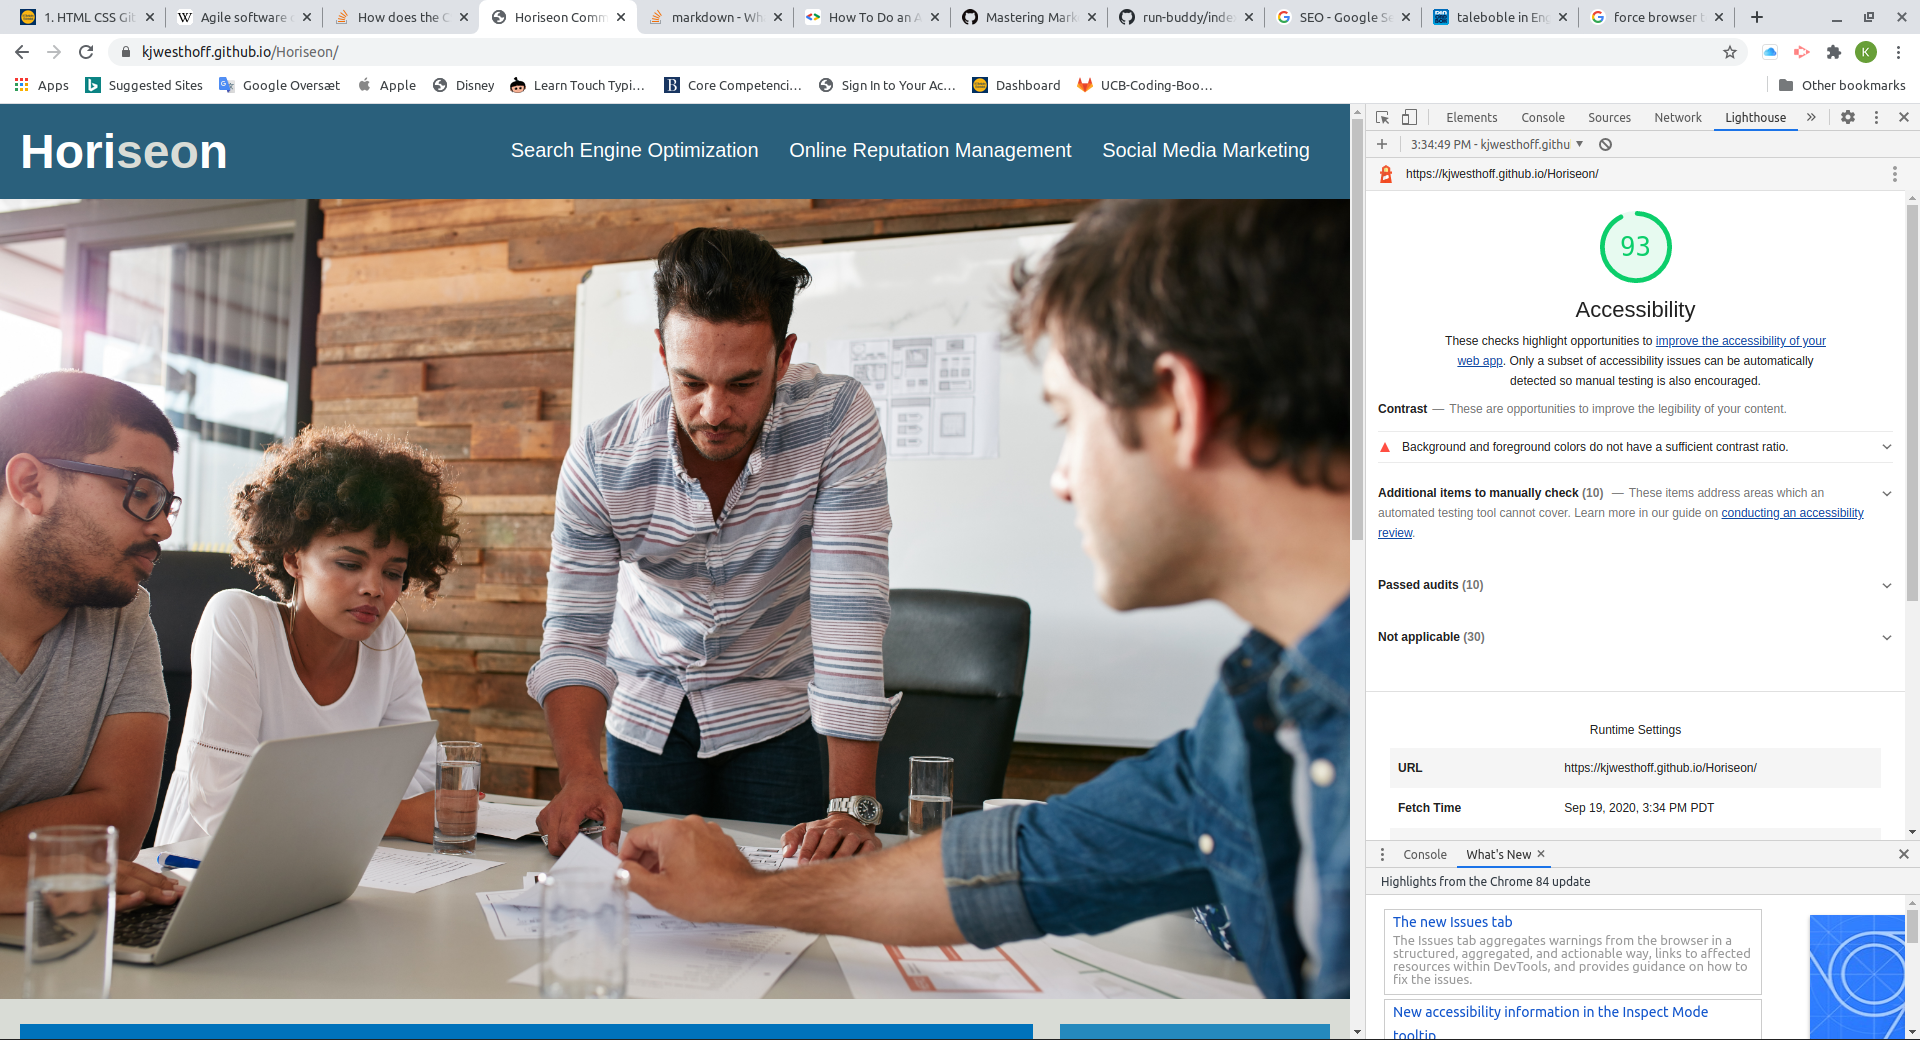 1. HTML CSS Git
Agile software
How does the C
Horiseon Comm
markdown - Wh
How To Do an A
Mastering Mark
run-buddy/inde
SEO - Google Se
taleboble in Eng
force browser t
kjwesthoff.github.io/Horiseon/
K
Apps
Suggested Sites
Google Oversæt
Apple
Disney
Learn Touch Typi...
Core Competenci...
Sign In to Your Ac...
Dashboard
UCB-Coding-Boo...
Other bookmarks
Horiseon
Search Engine Optimization
Online Reputation Management
Social Media Marketing
Elements
Console
Sources
Network
Lighthouse
3:34:49 PM - kjwesthoff.githu
https://kjwesthoff.github.io/Horiseon/
93
Accessibility
These checks highlight opportunities to improve the accessibility of your
web app. Only a subset of accessibility issues can be automatically
detected so manual testing is also encouraged.
Contrast — These are opportunities to improve the legibility of your content.
Background and foreground colors do not have a sufficient contrast ratio.
Additional items to manually check (10) — These items address areas which an
automated testing tool cannot cover. Learn more in our guide on conducting an accessibility
review.
Passed audits (10)
Not applicable (30)
Runtime Settings
URL https://kjwesthoff.github.io/Horiseon/
Fetch Time Sep 19, 2020, 3:34 PM PDT
Console
What's New
Highlights from the Chrome 84 update
The new Issues tab
The Issues tab aggregates warnings from the browser in a
structured, aggregated, and actionable way, links to affected
resources within DevTools, and provides guidance on how to
fix the issues.
New accessibility information in the Inspect Mode
tooltip